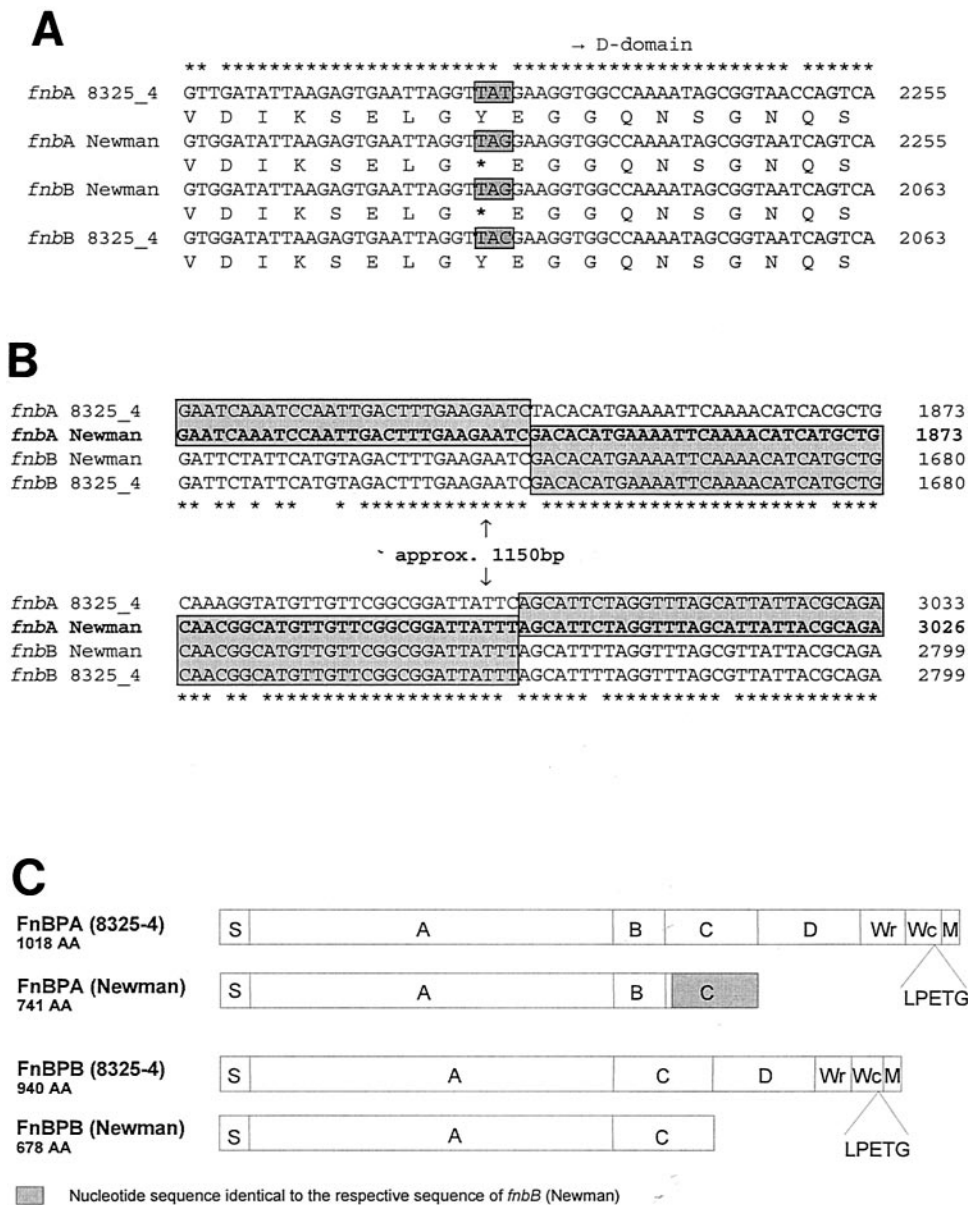 A
→ D-domain
** *********************** *********************** ******
fnbA 8325_4 GTTGATATTAAGAGTGAATTAGGTTATGAAGGTGGCCAAAATAGCGGTAACCAGTCA 2255
V D I K S E L G Y E G G Q N S G N Q S
fnbA Newman GTGGATATTAAGAGTGAATTAGGTTAGGAAGGTGGCCAAAATAGCGGTAATCAGTCA 2255
V D I K S E L G * E G G Q N S G N Q S
fnbB Newman GTGGATATTAAGAGTGAATTAGGTTAGGAAGGTGGCCAAAATAGCGGTAATCAGTCA 2063
V D I K S E L G * E G G Q N S G N Q S
fnbB 8325_4 GTGGATATTAAGAGTGAATTAGGTTACGAAGGTGGCCAAAATAGCGGTAATCAGTCA 2063
V D I K S E L G Y E G G Q N S G N Q S
B
fnbA 8325_4 GAATCAAATCCAATTGACTTTGAAGAATCTACACATGAAAATTCAAAACATCACGCTG 1873
fnbA Newman GAATCAAATCCAATTGACTTTGAAGAATCGACACATGAAAATTCAAAACATCATGCTG 1873
fnbB Newman GATTCTATTCATGTAGACTTTGAAGAATCGACACATGAAAATTCAAAACATCATGCTG 1680
fnbB 8325_4 GATTCTATTCATGTAGACTTTGAAGAATCGACACATGAAAATTCAAAACATCATGCTG 1680
** ** * ** * ************** *********************** ****
↑
approx. 1150bp
↓
fnbA 8325_4 CAAAGGTATGTTGTTCGGCGGATTATTCAGCATTCTAGGTTTAGCATTATTACGCAGA 3033
fnbA Newman CAACGGCATGTTGTTCGGCGGATTATTTAGCATTCTAGGTTTAGCATTATTACGCAGA 3026
fnbB Newman CAACGGCATGTTGTTCGGCGGATTATTTAGCATTTTAGGTTTAGCGTTATTACGCAGA 2799
fnbB 8325_4 CAACGGCATGTTGTTCGGCGGATTATTTAGCATTTTAGGTTTAGCGTTATTACGCAGA 2799
*** ** ******************** ****** ********** ************
C
FnBPA (8325-4) S A B C D Wr Wc M
1018 AA
LPETG
FnBPA (Newman) S A B C
741 AA
FnBPB (8325-4) S A C D Wr Wc M
940 AA
LPETG
FnBPB (Newman) S A C
678 AA
Nucleotide sequence identical to the respective sequence of fnbB (Newman)